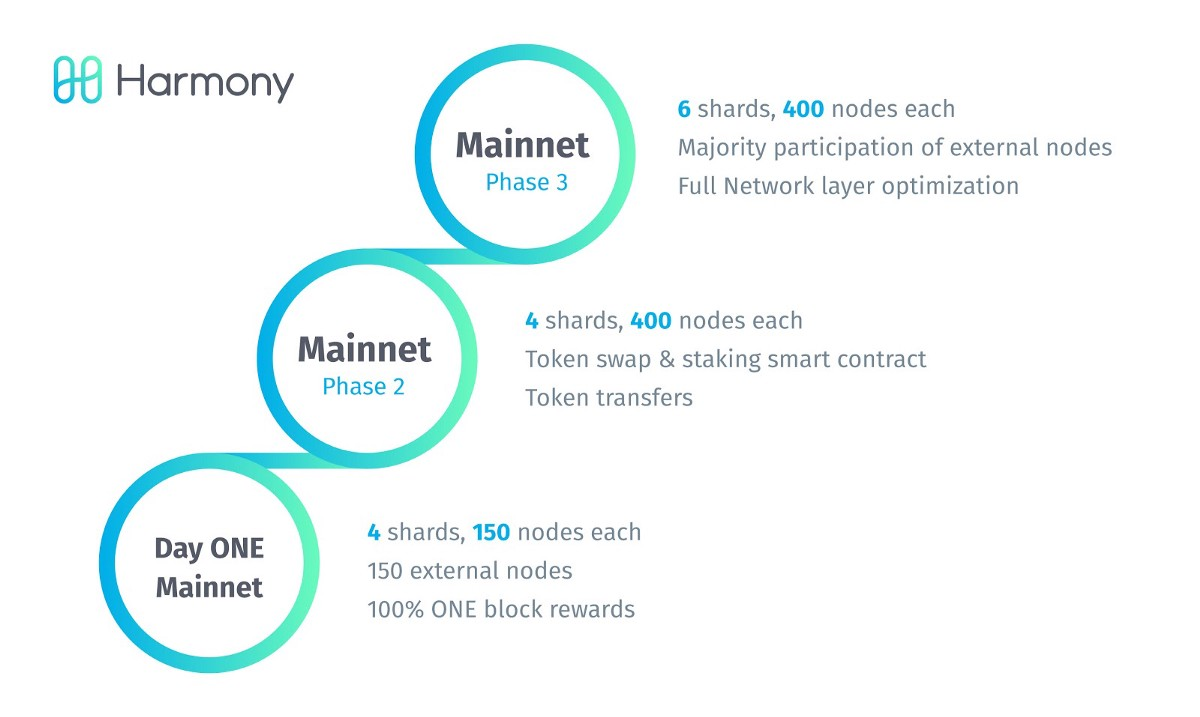 Harmony
Mainnet
Phase 3
6 shards, 400 nodes each
Majority participation of external nodes
Full Network layer optimization
Mainnet
Phase 2
4 shards, 400 nodes each
Token swap & staking smart contract
Token transfers
Day ONE
Mainnet
4 shards, 150 nodes each
150 external nodes
100% ONE block rewards